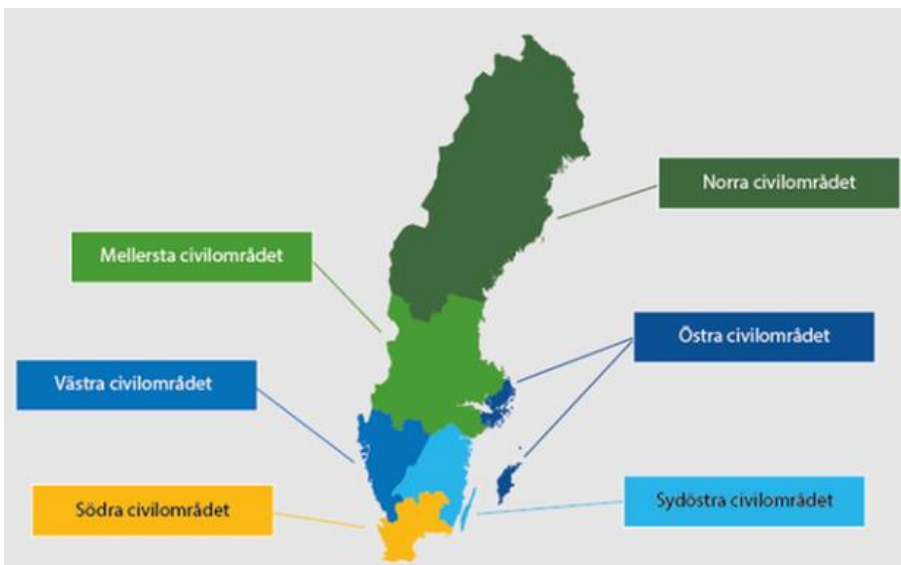 Norra civilområdet
Mellersta civilområdet
Östra civilområdet
Västra civilområdet
Södra civilområdet
Sydöstra civilområdet